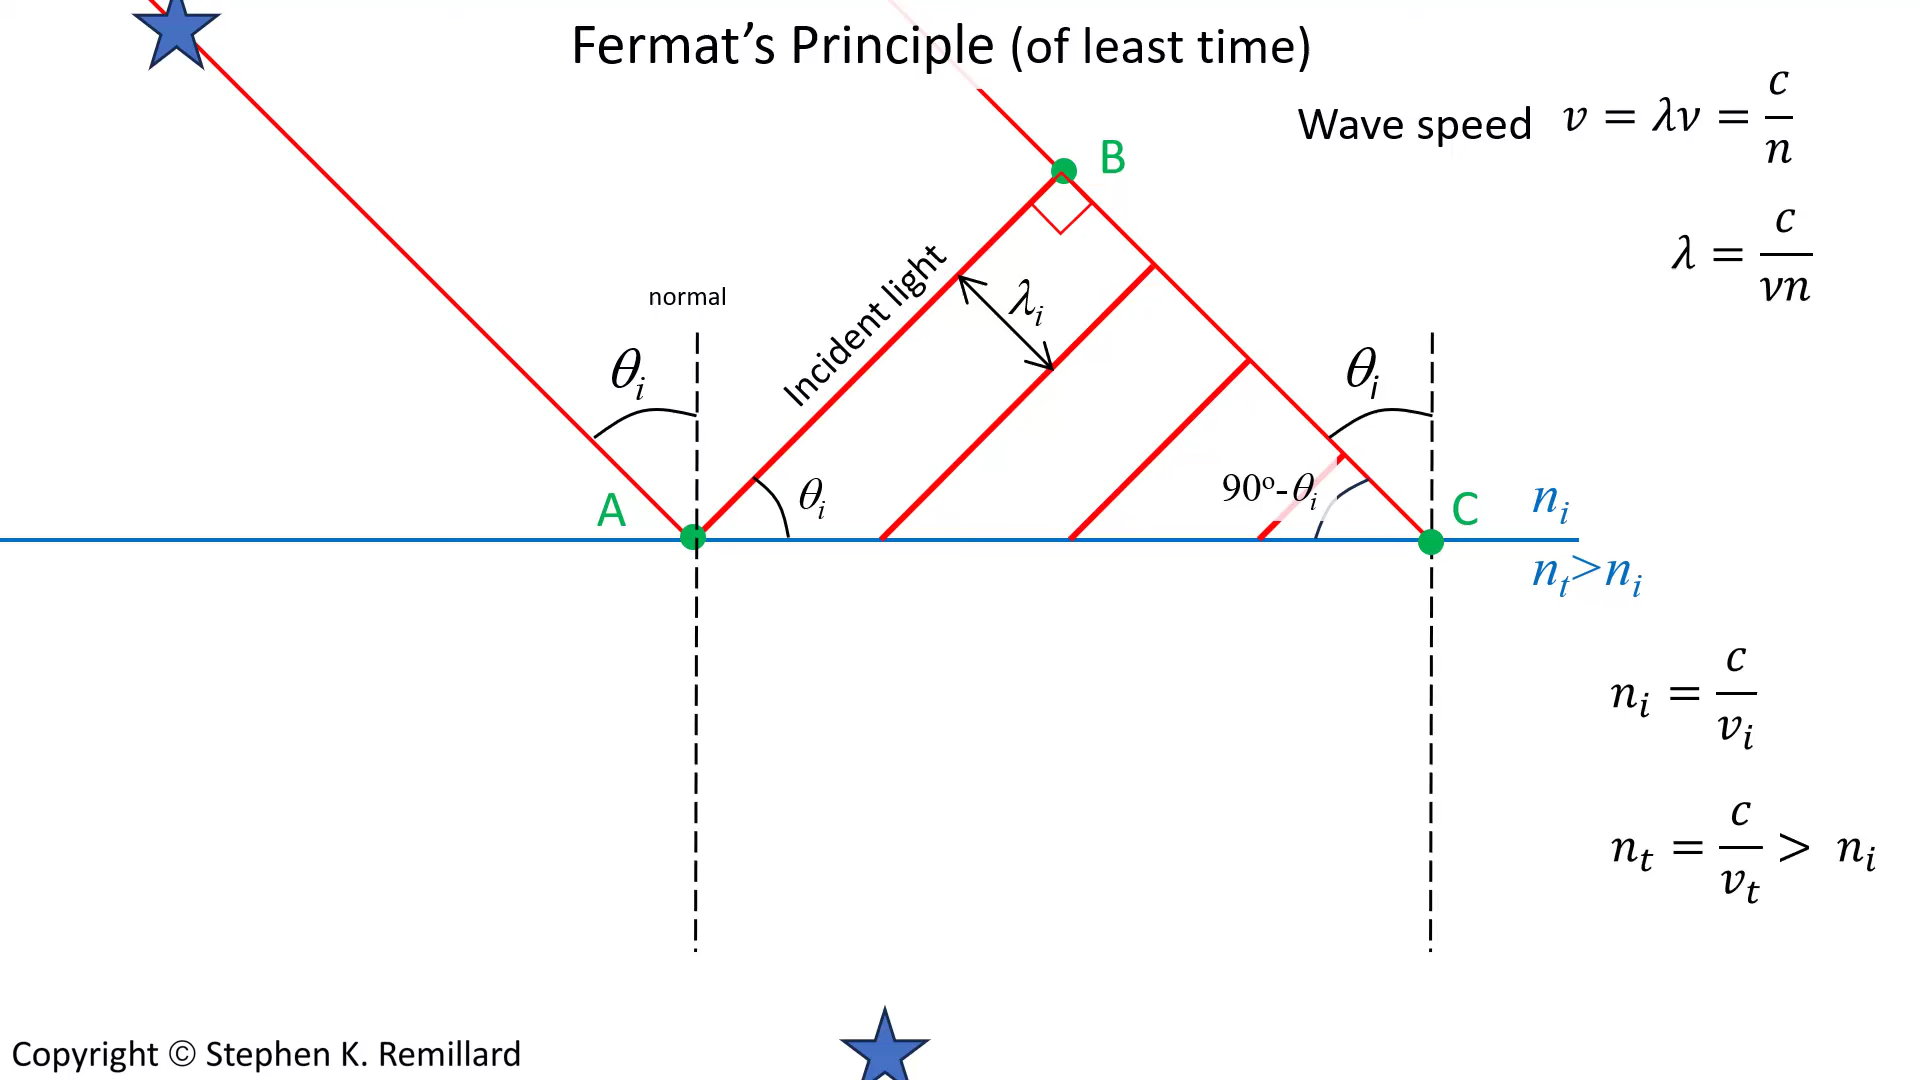 Fermat’s Principle (of least time)
Wave speed v = λν = c/n
B
λ = c/νn
Incident light
λᵢ
normal
θᵢ
θᵢ
A
θᵢ
90º-θᵢ
C
nᵢ
nₜ>nᵢ
nᵢ = c/vᵢ
nₜ = c/vₜ > nᵢ
Copyright © Stephen K. Remillard